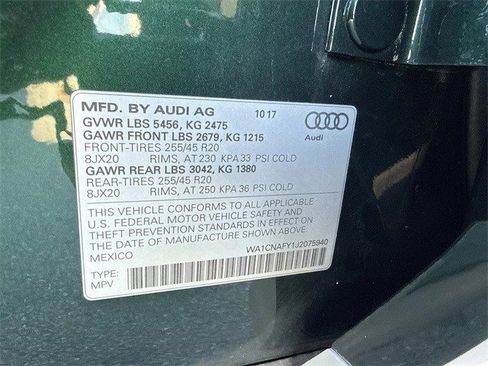 MFD. BY AUDI AG 10 17
GVWR LBS 5456, KG 2475
GAWR FRONT LBS 2679, KG 1215
FRONT-TIRES 255/45 R20
8JX20 RIMS, AT 230 KPA 33 PSI COLD
GAWR REAR LBS 3042, KG 1380
REAR-TIRES 255/45 R20
8JX20 RIMS, AT 250 KPA 36 PSI COLD
Audi
THIS VEHICLE CONFORMS TO ALL APPLICABLE
U.S. FEDERAL MOTOR VEHICLE SAFETY AND
THEFT PREVENTION STANDARDS IN EFFECT ON
THE DATE OF MANUFACTURE SHOWN ABOVE.
MEXICO
WA1CNAFY1J2075940
TYPE:
MPV